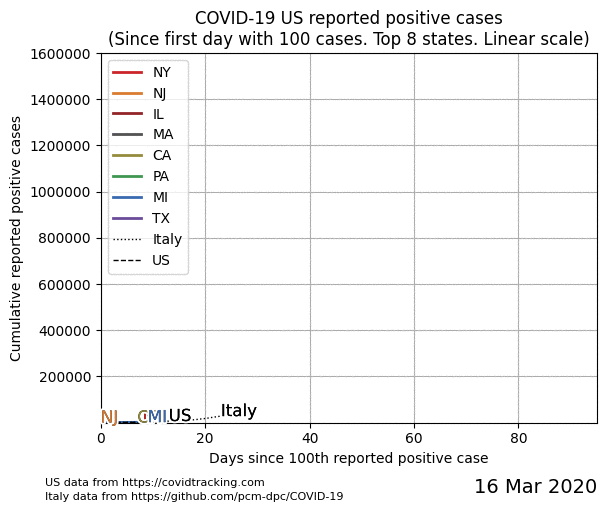 COVID-19 US reported positive cases
(Since first day with 100 cases. Top 8 states. Linear scale)
1600000
1400000
1200000
1000000
800000
600000
400000
200000
Cumulative reported positive cases
NY
NJ
IL
MA
CA
PA
MI
TX
Italy
US
NJ
MI
US
Italy
0
20
40
60
80
Days since 100th reported positive case
US data from https://covidtracking.com
Italy data from https://github.com/pcm-dpc/COVID-19
16 Mar 2020